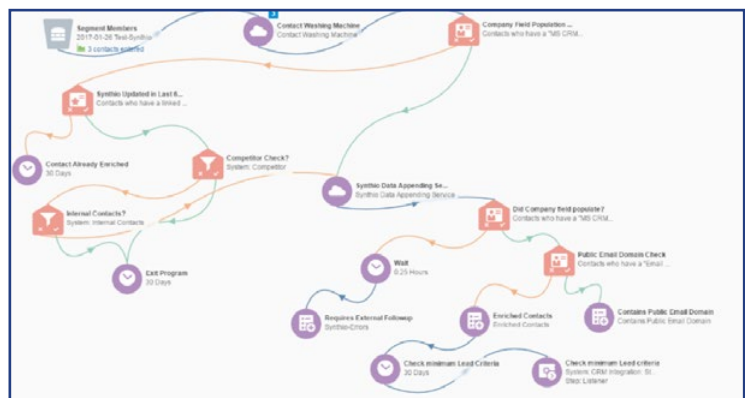 Segment Members
2017-01-26 Test-Synthio
3 contacts entered
3
Contact Washing Machine
Contact Washing Machine
Company Field Population ...
Contacts who have a "MS CRM...
Synthio Updated in Last 6...
Contacts who have a linked ...
Contact Already Enriched
30 Days
Competitor Check?
System: Competitor
Synthio Data Appending Se...
Synthio Data Appending Service
Internal Contacts?
System: Internal Contacts
Did Company field populate?
Contacts who have a "MS CRM...
Exit Program
30 Days
Wait
0.25 Hours
Public Email Domain Check
Contacts who have a "Email ...
Requires External Followup
Synthio-Errors
Enriched Contacts
Enriched Contacts
Contains Public Email Domain
Contains Public Email Domain
Check minimum Lead Criteria
30 Days
Check minimum Lead criteria
System: CRM Integration: St...
Step: Listener